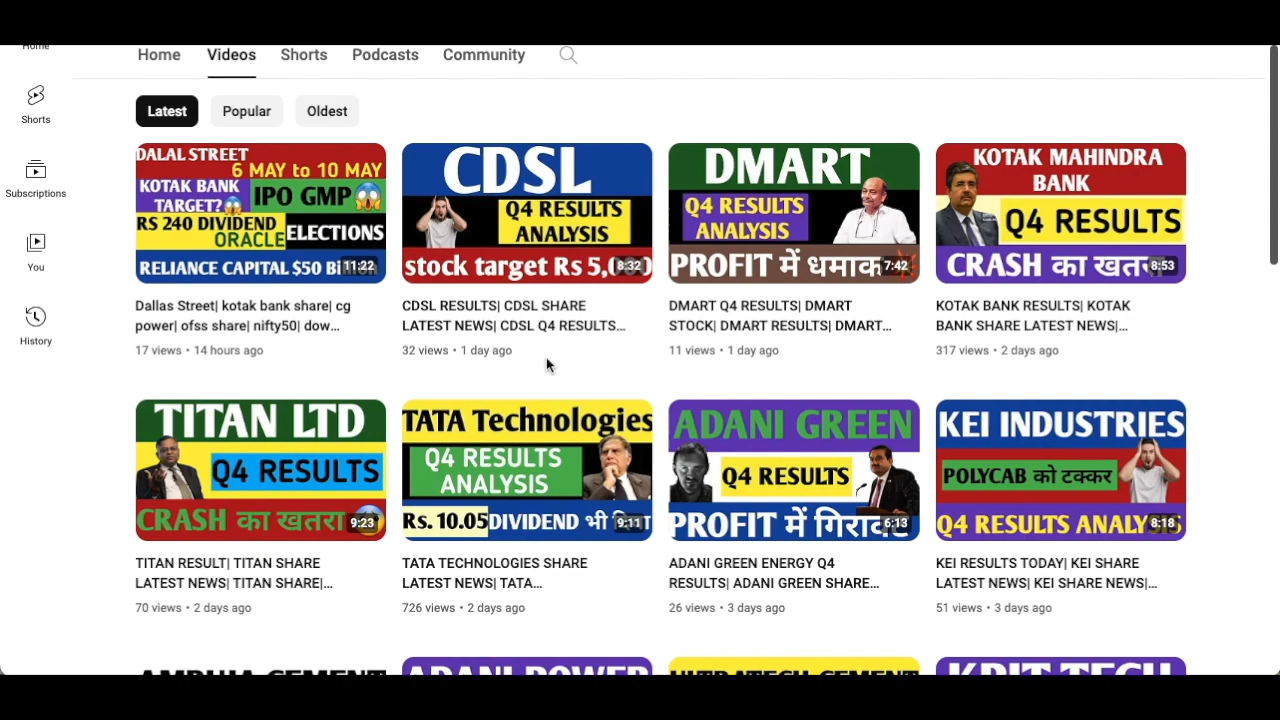 Home
Home Videos Shorts Podcasts Community
Shorts
Subscriptions
You
History
Latest Popular Oldest
DALAL STREET
6 MAY to 10 MAY
KOTAK BANK
TARGET?
IPO GMP
RS 240 DIVIDEND
ORACLE
ELECTIONS
RELIANCE CAPITAL $50
11:22
CDSL
Q4 RESULTS
ANALYSIS
stock target Rs
8:32
DMART
Q4 RESULTS
ANALYSIS
PROFIT में
7:42
KOTAK MAHINDRA
BANK
Q4 RESULTS
CRASH का
8:53
Dallas Street| kotak bank share| cg
power| ofss share| nifty50| dow...
17 views • 14 hours ago
CDSL RESULTS| CDSL SHARE
LATEST NEWS| CDSL Q4 RESULTS...
32 views • 1 day ago
DMART Q4 RESULTS| DMART
STOCK| DMART RESULTS| DMART...
11 views • 1 day ago
KOTAK BANK RESULTS| KOTAK
BANK SHARE LATEST NEWS|...
317 views • 2 days ago
TITAN LTD
Q4 RESULTS
CRASH का खतरा
9:23
TATA Technologies
Q4 RESULTS
ANALYSIS
Rs. 10.05 DIVIDEND भी
9:11
ADANI GREEN
Q4 RESULTS
PROFIT में
6:13
KEI INDUSTRIES
POLYCAB को टक्कर
Q4 RESULTS
8:18
TITAN RESULT| TITAN SHARE
LATEST NEWS| TITAN SHARE|...
70 views • 2 days ago
TATA TECHNOLOGIES SHARE
LATEST NEWS| TATA...
726 views • 2 days ago
ADANI GREEN ENERGY Q4
RESULTS| ADANI GREEN SHARE...
26 views • 3 days ago
KEI RESULTS TODAY| KEI SHARE
LATEST NEWS| KEI SHARE NEWS|...
51 views • 3 days ago
ADANI POWER